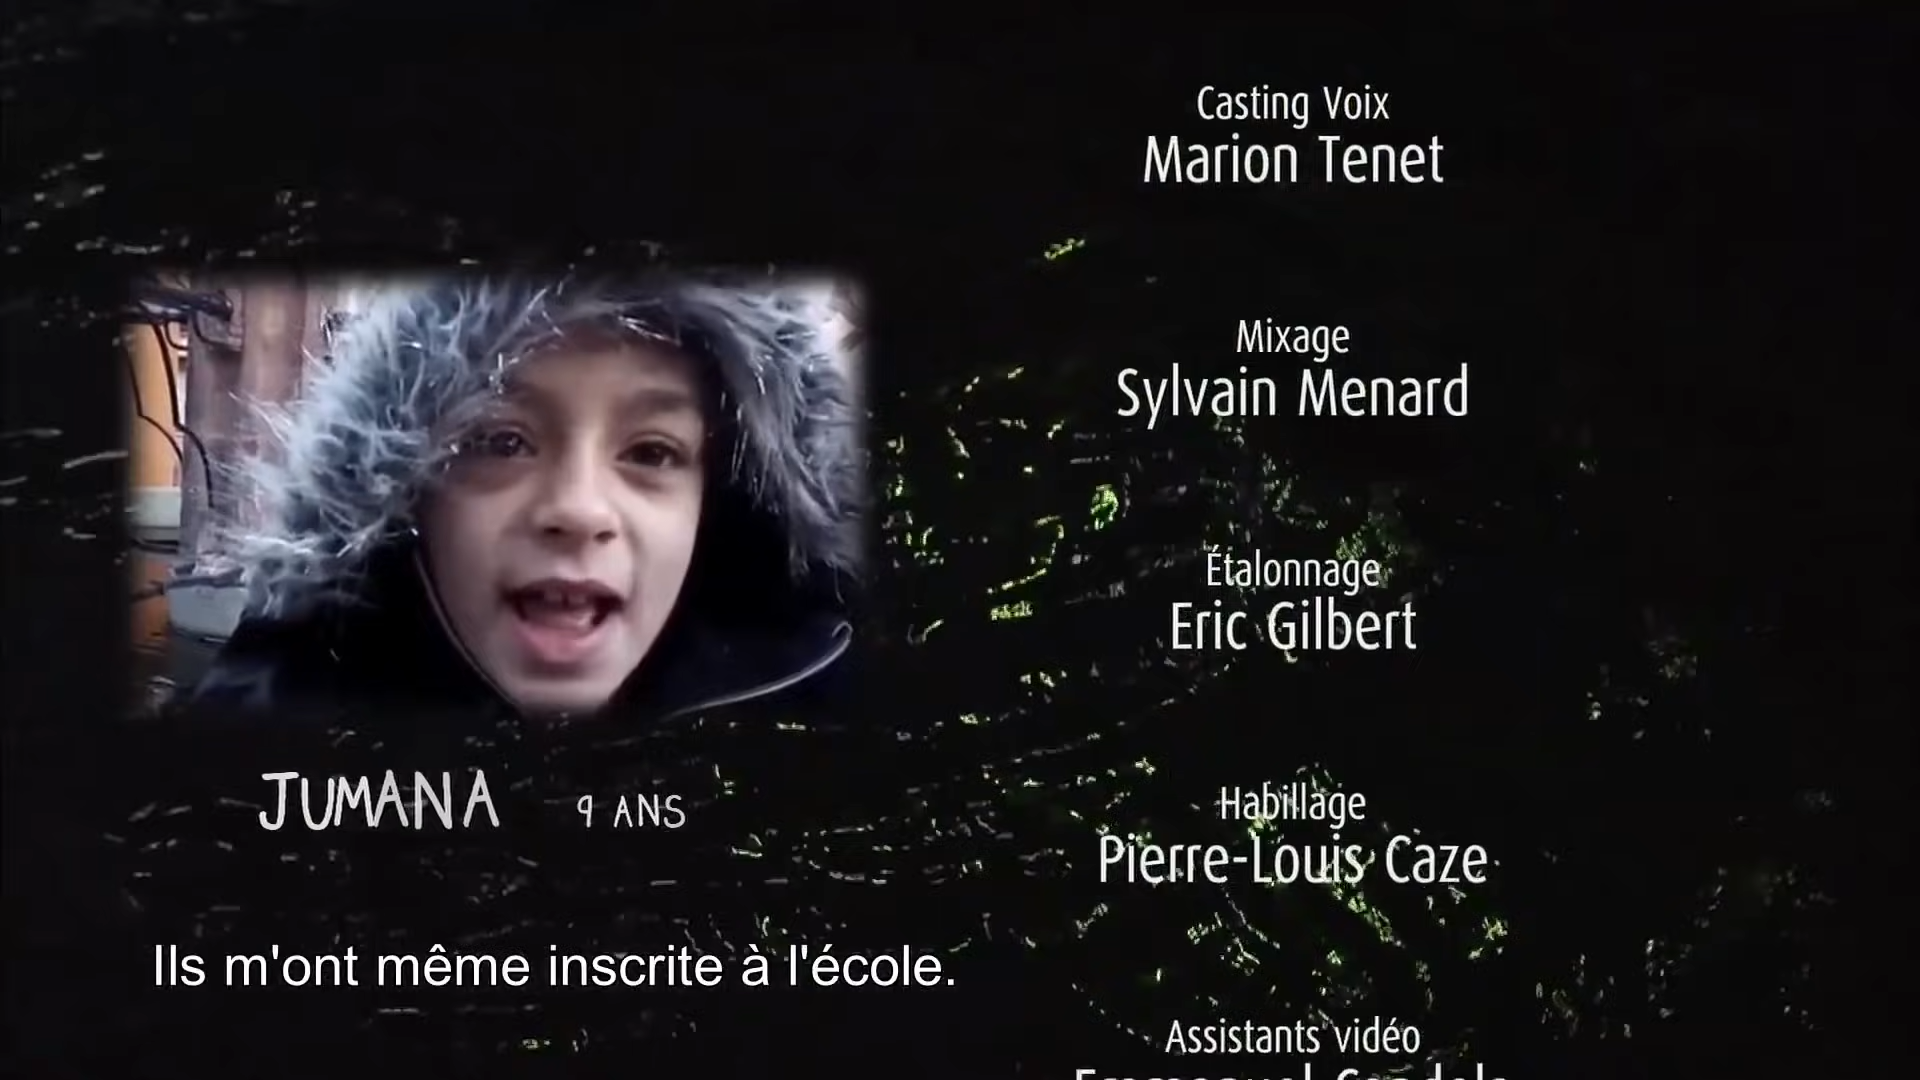 Casting Voix
Marion Tenet
Mixage
Sylvain Menard
Étalonnage
Eric Gilbert
Habillage
Pierre-Louis Caze
Assistants vidéo
JUMANA 9 ANS
Ils m'ont même inscrite à l'école.